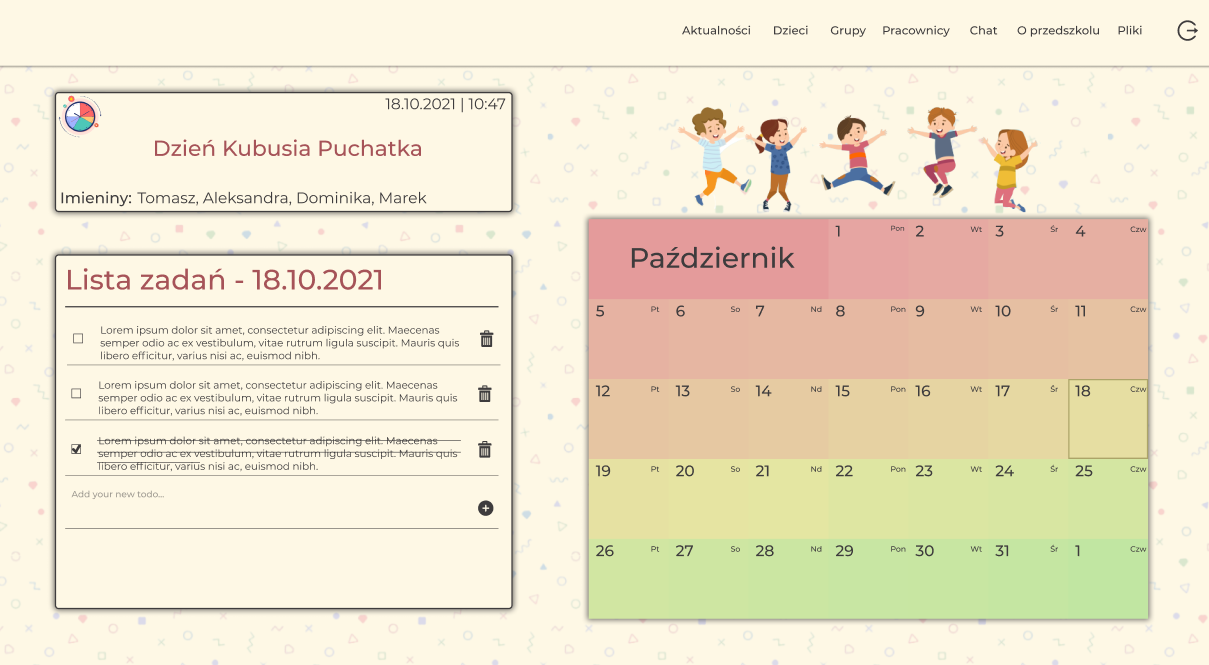 Aktualności Dzieci Grupy Pracownicy Chat O przedszkolu Pliki
18.10.2021 | 10:47
Dzień Kubusia Puchatka
Imieniny: Tomasz, Aleksandra, Dominika, Marek
Lista zadań - 18.10.2021
Lorem ipsum dolor sit amet, consectetur adipiscing elit. Maecenas
semper odio ac ex vestibulum, vitae rutrum ligula suscipit. Mauris quis
libero efficitur, varius nisi ac, euismod nibh.
Lorem ipsum dolor sit amet, consectetur adipiscing elit. Maecenas
semper odio ac ex vestibulum, vitae rutrum ligula suscipit. Mauris quis
libero efficitur, varius nisi ac, euismod nibh.
Lorem ipsum dolor sit amet, consectetur adipiscing elit. Maecenas
semper odio ac ex vestibulum, vitae rutrum ligula suscipit. Mauris quis
libero efficitur, varius nisi ac, euismod nibh.
Add your new todo...
Październik
1 Pon 2 Wt 3 Śr 4 Czw
5 Pt 6 So 7 Nd 8 Pon 9 Wt 10 Śr 11 Czw
12 Pt 13 So 14 Nd 15 Pon 16 Wt 17 Śr 18 Czw
19 Pt 20 So 21 Nd 22 Pon 23 Wt 24 Śr 25 Czw
26 Pt 27 So 28 Nd 29 Pon 30 Wt 31 Śr 1 Czw